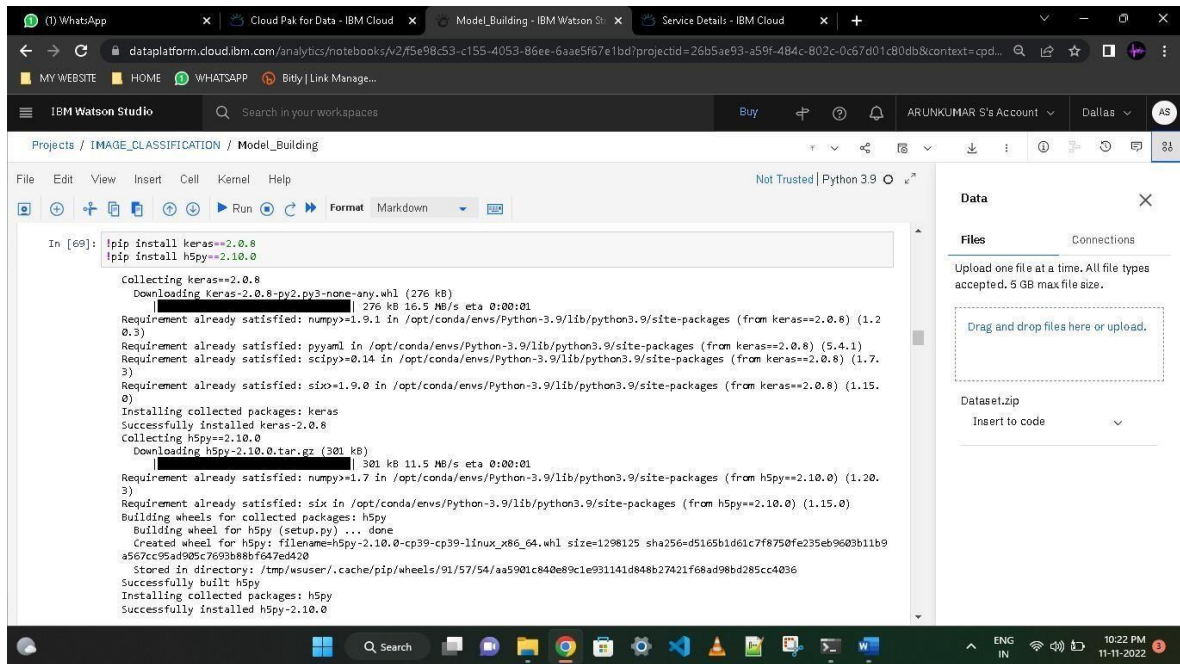 (1) WhatsApp
Cloud Pak for Data - IBM Cloud
Model_Building - IBM Watson St
Service Details - IBM Cloud
dataplatform.cloud.ibm.com/analytics/notebooks/v2/f5e98c53-c155-4053-86ee-6aae5f67e1bd?projectid=26b5ae93-a59f-484c-802c-0c67d01c80db&context=cpd...
MY WEBSITE HOME WHATSAPP Bitly | Link Manage...
IBM Watson Studio
Search in your workspaces
Buy
ARUNKUMAR S's Account
Dallas
AS
Projects / IMAGE_CLASSIFICATION / Model_Building
File Edit View Insert Cell Kernel Help
Not Trusted | Python 3.9
Run
Format Markdown
In [69]: !pip install keras==2.0.8
!pip install h5py==2.10.0
Collecting keras==2.0.8
Downloading Keras-2.0.8-py2.py3-none-any.whl (276 kB)
| | 276 kB 16.5 MB/s eta 0:00:01
Requirement already satisfied: numpy>=1.9.1 in /opt/conda/envs/Python-3.9/lib/python3.9/site-packages (from keras==2.0.8) (1.2
0.3)
Requirement already satisfied: pyyaml in /opt/conda/envs/Python-3.9/lib/python3.9/site-packages (from keras==2.0.8) (5.4.1)
Requirement already satisfied: scipy>=0.14 in /opt/conda/envs/Python-3.9/lib/python3.9/site-packages (from keras==2.0.8) (1.7.
3)
Requirement already satisfied: six>=1.9.0 in /opt/conda/envs/Python-3.9/lib/python3.9/site-packages (from keras==2.0.8) (1.15.
0)
Installing collected packages: keras
Successfully installed keras-2.0.8
Collecting h5py==2.10.0
Downloading h5py-2.10.0.tar.gz (301 kB)
| | 301 kB 11.5 MB/s eta 0:00:01
Requirement already satisfied: numpy>=1.7 in /opt/conda/envs/Python-3.9/lib/python3.9/site-packages (from h5py==2.10.0) (1.20.
3)
Requirement already satisfied: six in /opt/conda/envs/Python-3.9/lib/python3.9/site-packages (from h5py==2.10.0) (1.15.0)
Building wheels for collected packages: h5py
Building wheel for h5py (setup.py) ... done
Created wheel for h5py: filename=h5py-2.10.0-cp39-cp39-linux_x86_64.whl size=1298125 sha256=d5165b1d61c7f8750fe235eb9603b11b9
a567cc95ad905c7693b88bf647ed420
Stored in directory: /tmp/wsuser/.cache/pip/wheels/91/57/54/aa5901c840e89c1e931141d848b27421f68ad98bd285cc4036
Successfully built h5py
Installing collected packages: h5py
Successfully installed h5py-2.10.0
Data
Files Connections
Upload one file at a time. All file types
accepted. 5 GB max file size.
Drag and drop files here or upload.
Dataset.zip
Insert to code
Search
ENG
IN
10:22 PM
11-11-2022
3